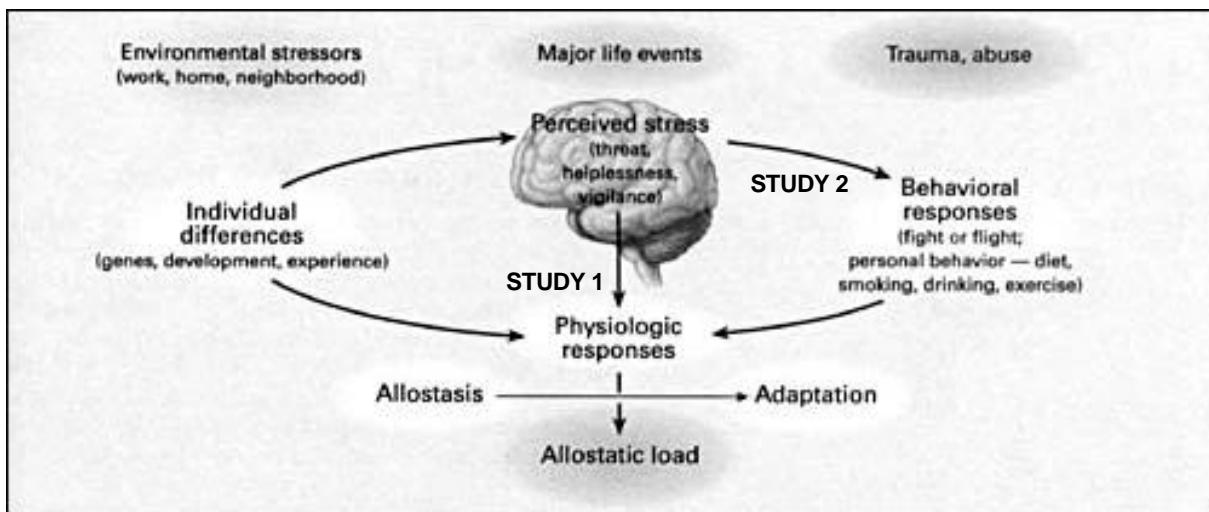 Environmental stressors
(work, home, neighborhood)
Major life events
Trauma, abuse
Perceived stress
(threat,
helplessness,
vigilance)
STUDY 2
Individual
differences
(genes, development, experience)
Behavioral
responses
(fight or flight;
personal behavior — diet,
smoking, drinking, exercise)
STUDY 1
Physiologic
responses
Allostasis
Adaptation
Allostatic load